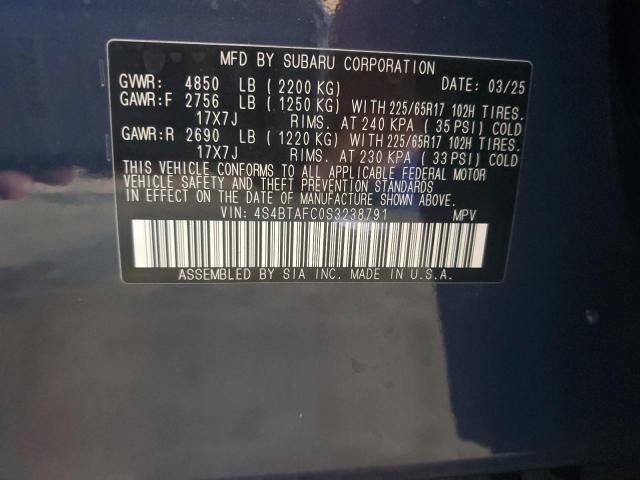 MFD BY SUBARU CORPORATION
GVWR: 4850 LB ( 2200 KG) DATE: 03/25
GAWR:F 2756 LB ( 1250 KG) WITH 225/65R17 102H TIRES.
17X7J RIMS. AT 240 KPA ( 35 PSI) COLD
GAWR:R 2690 LB ( 1220 KG) WITH 225/65R17 102H TIRES.
17X7J RIMS. AT 230 KPA ( 33 PSI) COLD
THIS VEHICLE CONFORMS TO ALL APPLICABLE FEDERAL MOTOR
VEHICLE SAFETY AND THEFT PREVENTION STANDARDS
IN EFFECT ON THE DATE OF MANUFACTURE SHOWN ABOVE.
VIN: 4S4BTAFC0S3238791 MPV
ASSEMBLED BY SIA INC. MADE IN U.S.A.